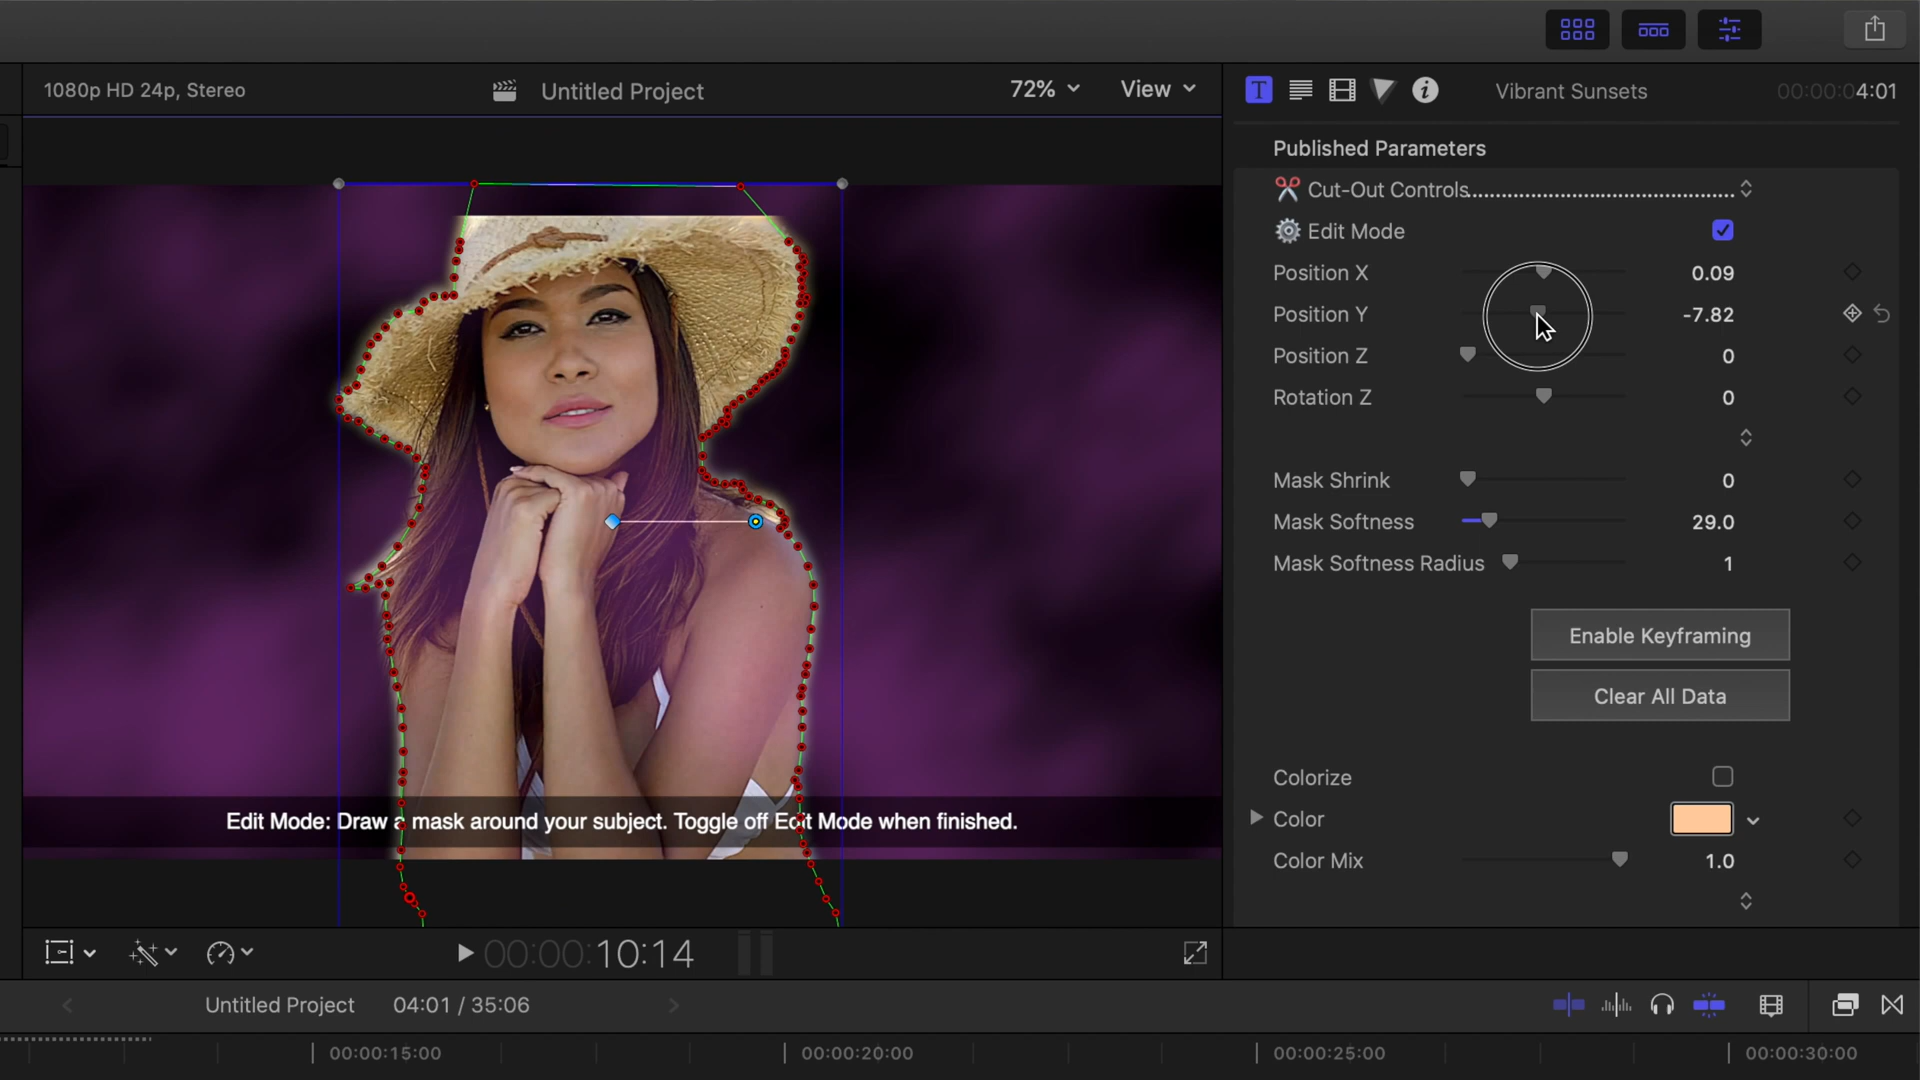 1080p HD 24p, Stereo
Untitled Project
72%
View
T
i
Vibrant Sunsets
00:00:04:01
Published Parameters
Cut-Out Controls
Edit Mode
Position X 0.09
Position Y -7.82
Position Z 0
Rotation Z 0
Mask Shrink 0
Mask Softness 29.0
Mask Softness Radius 1
Enable Keyframing
Clear All Data
Colorize
Color
Color Mix 1.0
Edit Mode: Draw a mask around your subject. Toggle off Edit Mode when finished.
00:00:10:14
Untitled Project 04:01 / 35:06
00:00:15:00 00:00:20:00 00:00:25:00 00:00:30:00